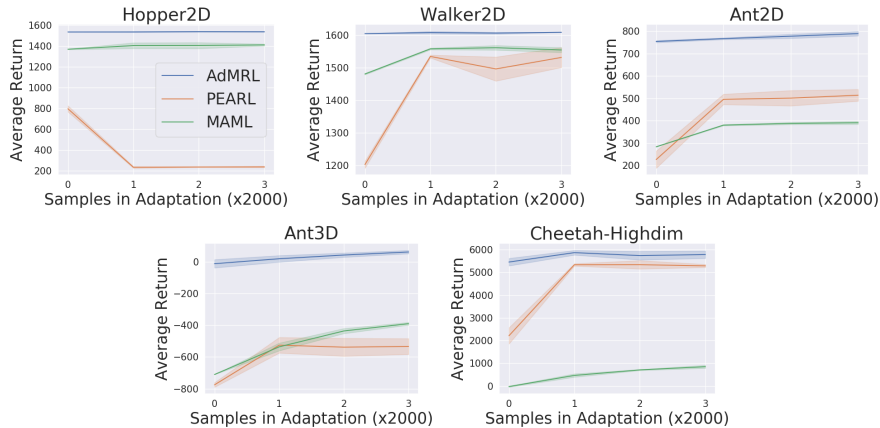 Hopper2D
1600
1400
1200
1000
800
600
400
200
Average Return
AdMRL
PEARL
MAML
0 1 2 3
Samples in Adaptation (x2000)
Walker2D
1600
1500
1400
1300
1200
Average Return
0 1 2 3
Samples in Adaptation (x2000)
Ant2D
800
700
600
500
400
300
200
Average Return
0 1 2 3
Samples in Adaptation (x2000)
Ant3D
0
−200
−400
−600
−800
Average Return
0 1 2 3
Samples in Adaptation (x2000)
Cheetah-Highdim
6000
5000
4000
3000
2000
1000
0
Average Return
0 1 2 3
Samples in Adaptation (x2000)